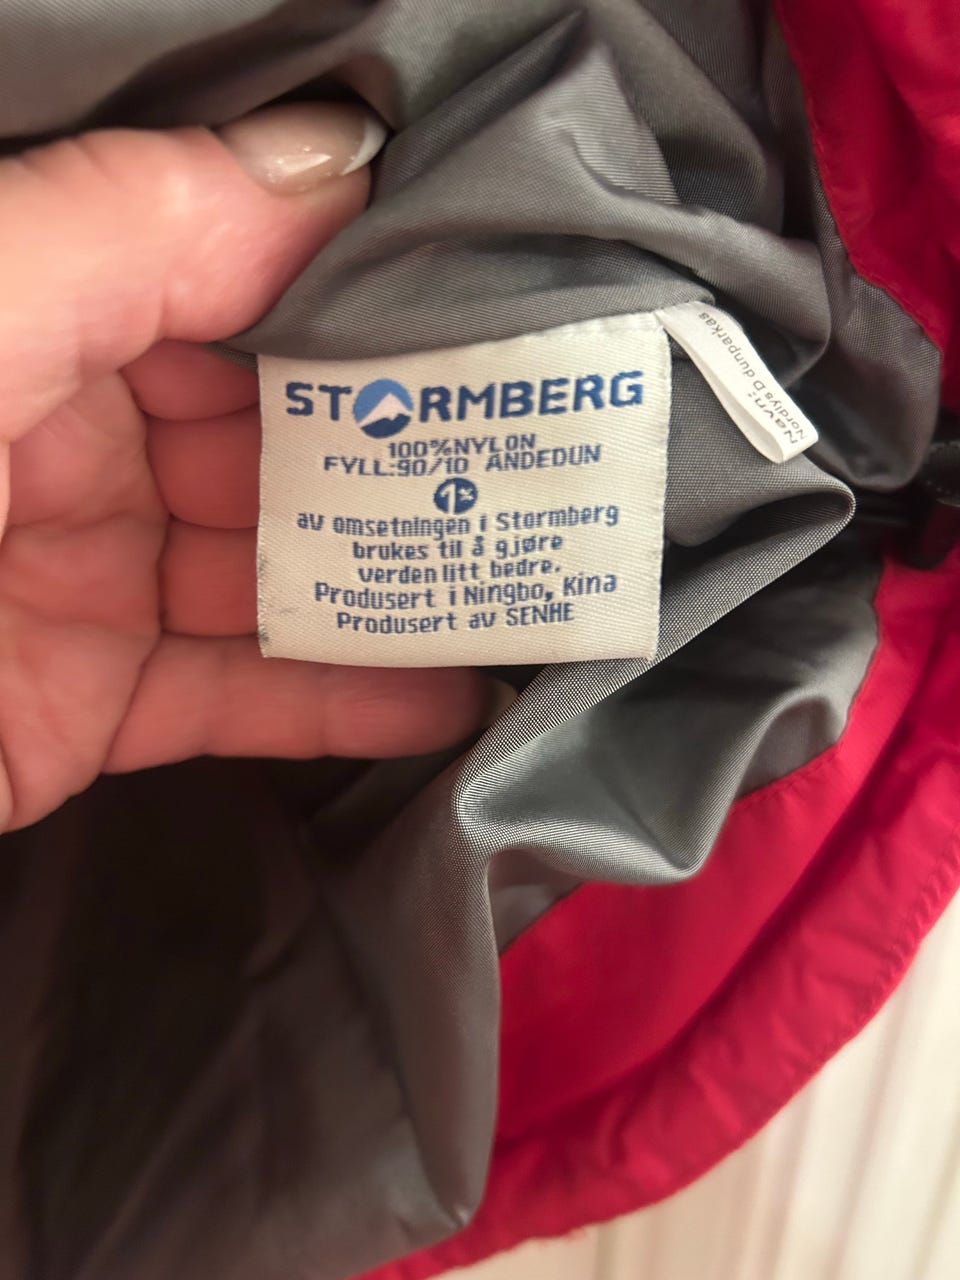 STORMBERG
100%NYLON
FYLL:90/10 ANDEDUN
1%
av omsetningen i Stormberg
brukes til å gjøre
verden litt bedre.
Produsert i Ningbo, Kina
Produsert av SENHE
Navn:
Nordlys D dunparkas